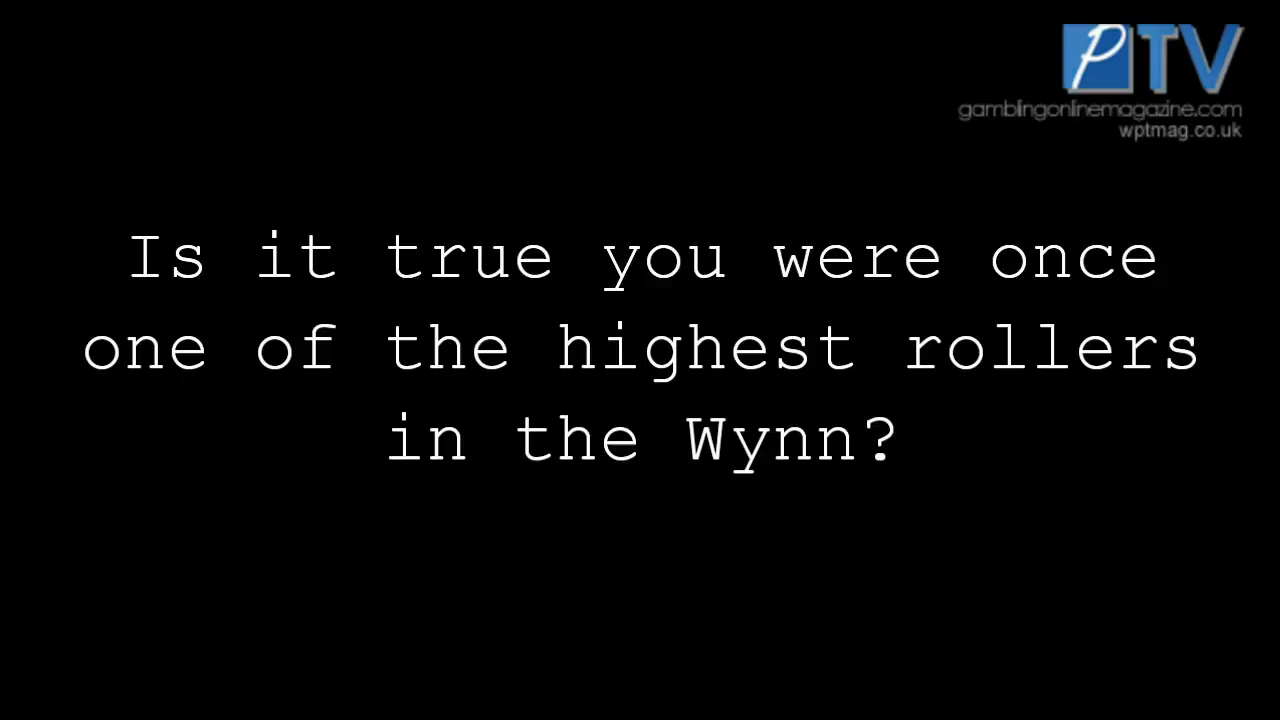 PTV
gamblingonlinemagazine.com
wptmag.co.uk
Is it true you were once
one of the highest rollers
in the Wynn?